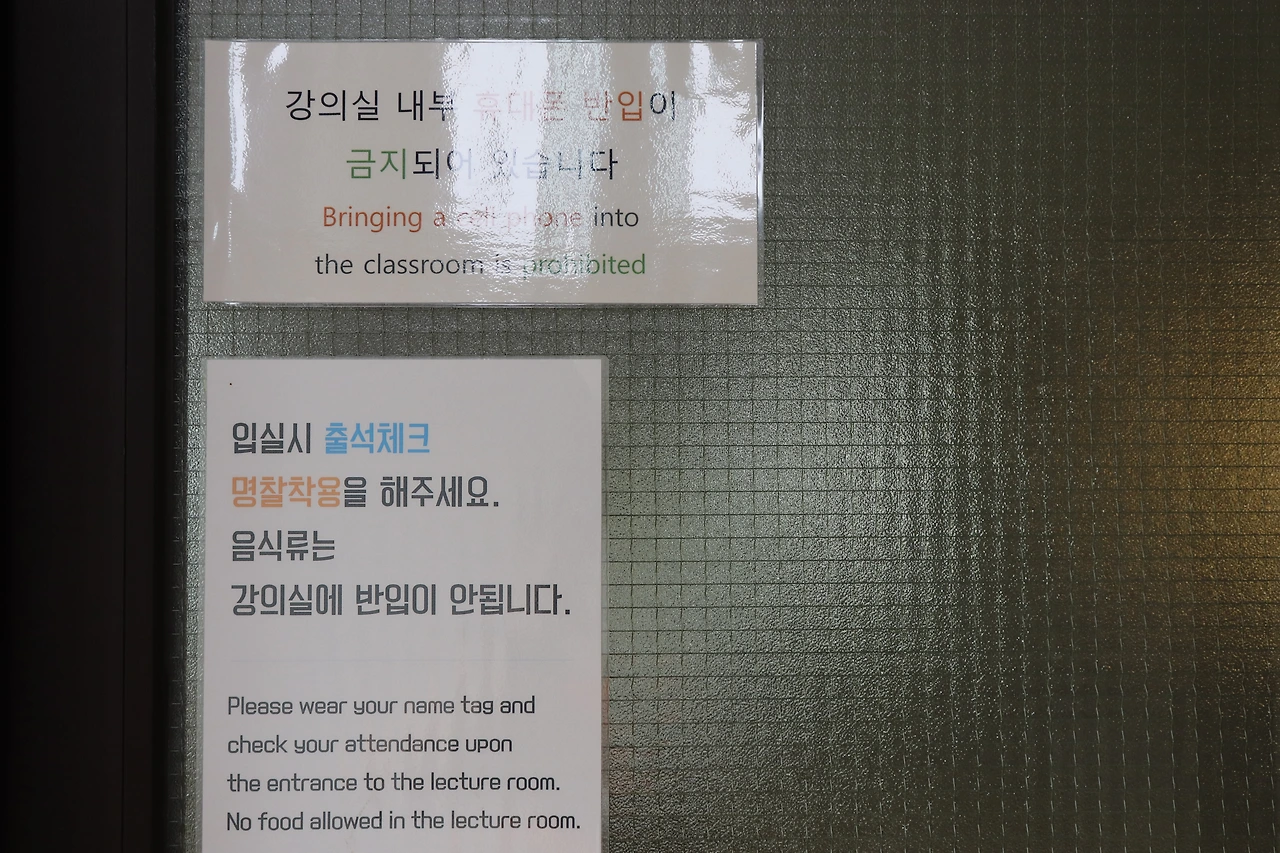 강의실 내부 휴대폰 반입이
금지되어 있습니다
Bringing a cell phone into
the classroom is prohibited
입실시 출석체크
명찰착용을 해주세요.
음식류는
강의실에 반입이 안됩니다.
Please wear your name tag and
check your attendance upon
the entrance to the lecture room.
No food allowed in the lecture room.